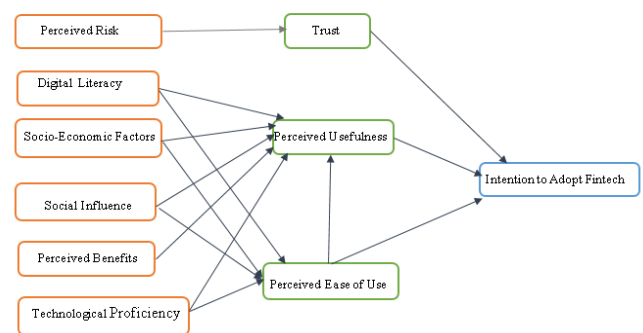 Perceived Risk
Trust
Digital Literacy
Socio-Economic Factors
Perceived Usefulness
Intention to Adopt Fintech
Social Influence
Perceived Benefits
Perceived Ease of Use
Technological Proficiency